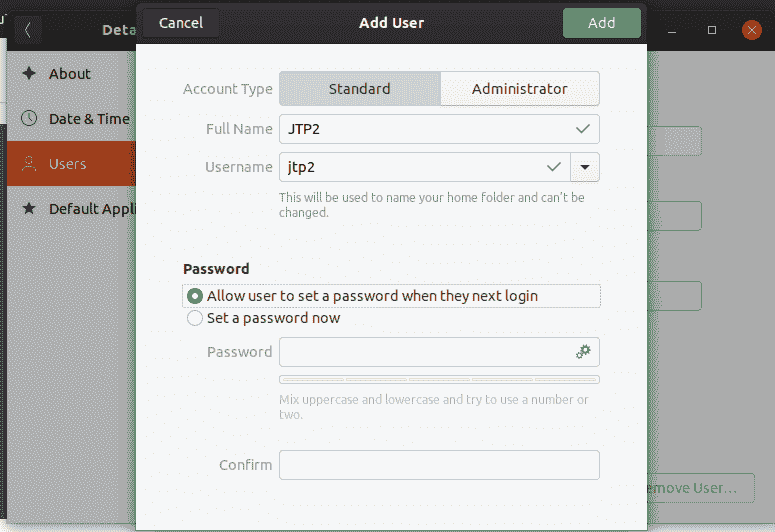 Cancel
Add User
Add
Deta
About
Date & Time
Users
Default Appli
Account Type
Standard
Administrator
Full Name
JTP2
Username
jtp2
This will be used to name your home folder and can't be
changed.
Password
Allow user to set a password when they next login
Set a password now
Password
Mix uppercase and lowercase and try to use a number or
two.
Confirm
emove User...